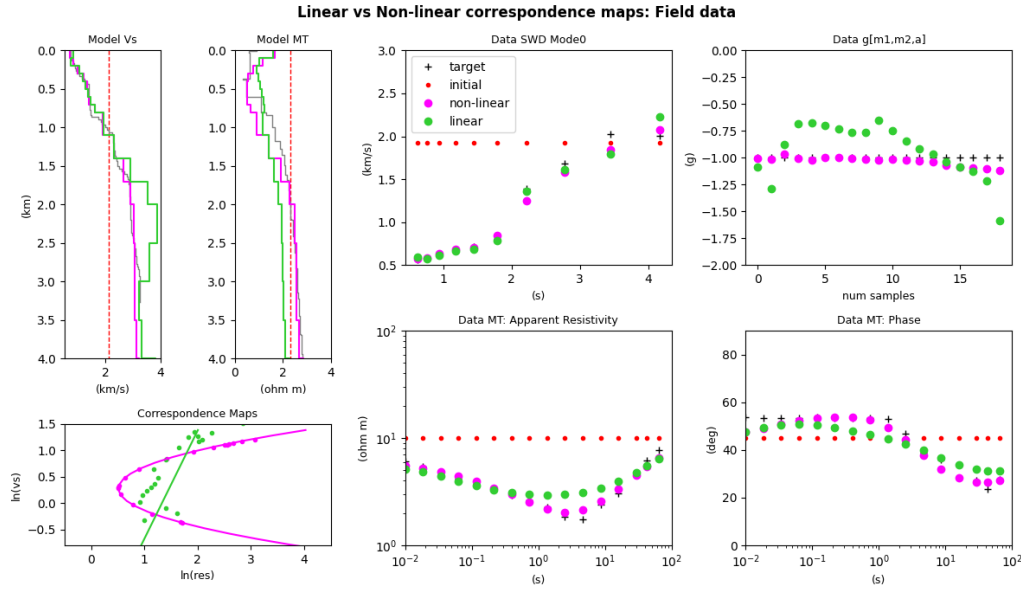 Linear vs Non-linear correspondence maps: Field data
Model Vs
Model MT
Data SWD Mode0
Data g[m1,m2,a]
0.0
0.5
1.0
1.5
2.0
2.5
3.0
3.5
4.0
(km)
2
4
(km/s)
0.0
0.5
1.0
1.5
2.0
2.5
3.0
3.5
4.0
0
2
4
(ohm m)
3.0
2.5
2.0
1.5
1.0
0.5
(km/s)
target
initial
non-linear
linear
1
2
3
4
(s)
0.00
−0.25
−0.50
−0.75
−1.00
−1.25
−1.50
−1.75
−2.00
(g)
0
5
10
15
num samples
Correspondence Maps
1.5
1.0
0.5
0.0
−0.5
ln(vs)
0
1
2
3
4
ln(res)
Data MT: Apparent Resistivity
10²
10¹
10⁰
(ohm m)
10⁻²
10⁻¹
10⁰
10¹
10²
(s)
Data MT: Phase
80
60
40
20
0
(deg)
10⁻²
10⁻¹
10⁰
10¹
10²
(s)